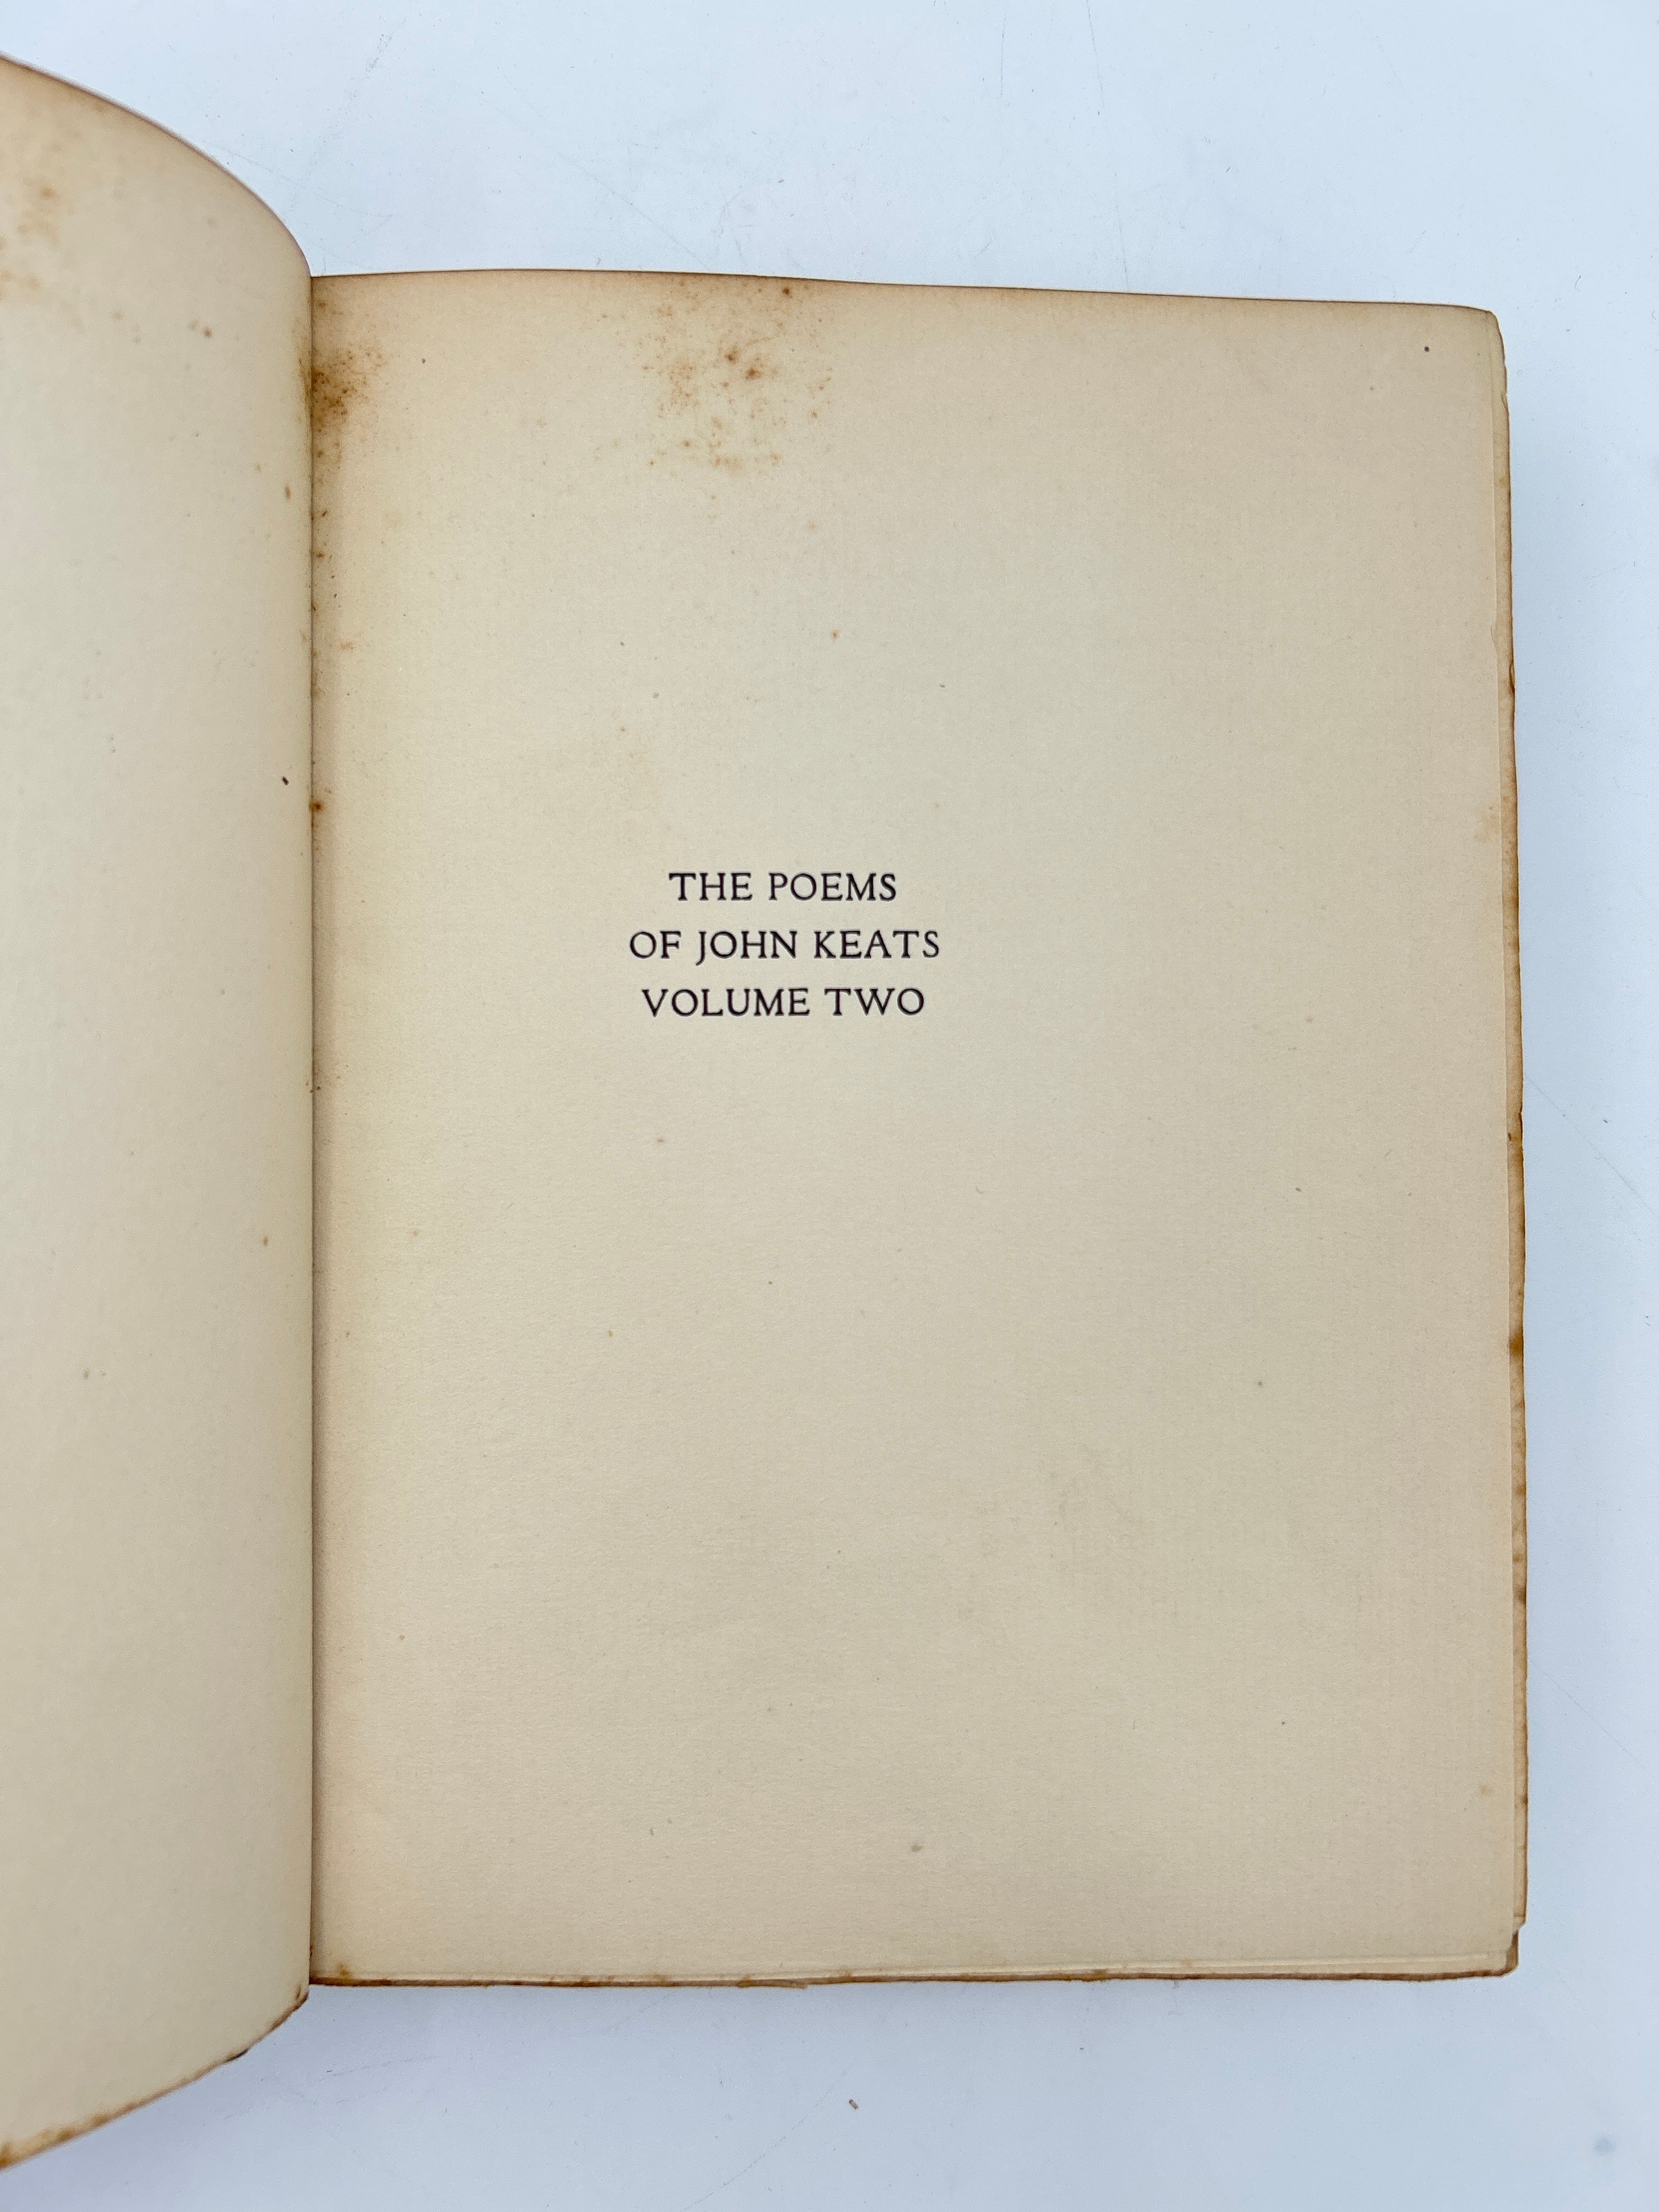 THE POEMS
OF JOHN KEATS
VOLUME TWO